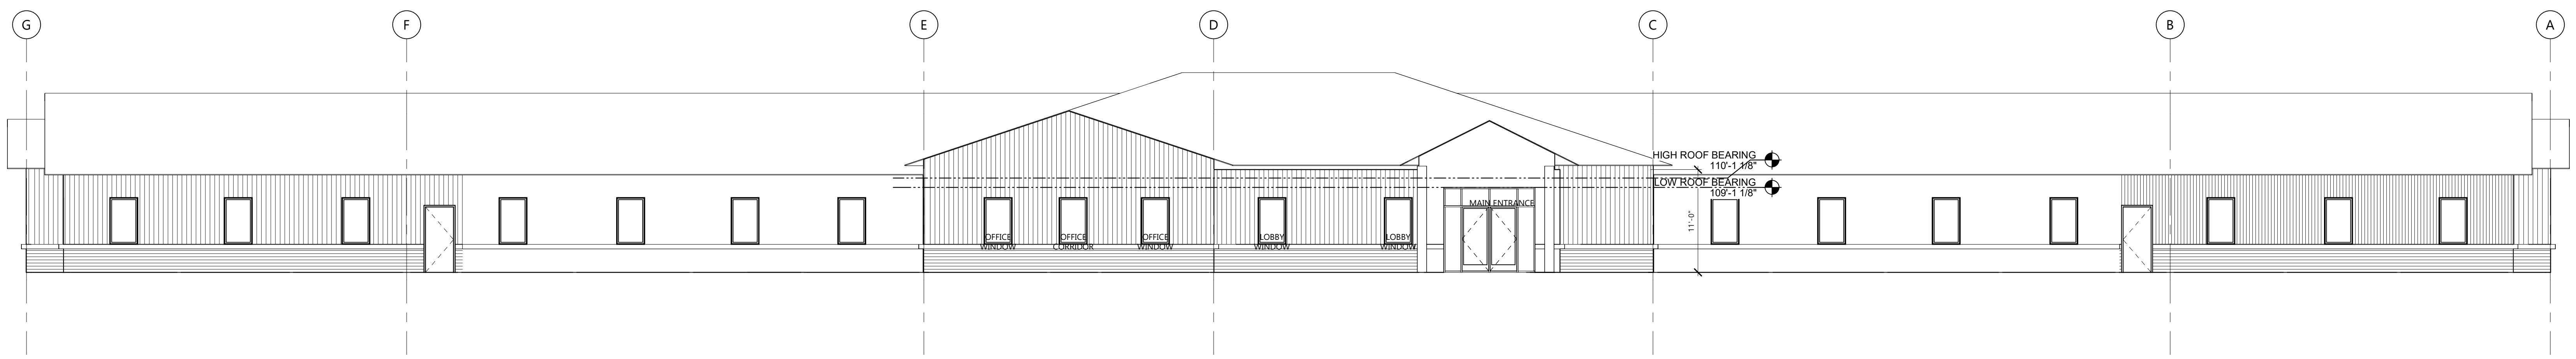 G F E D C B A
HIGH ROOF BEARING
110'-1 1/8"
LOW ROOF BEARING
109'-1 1/8"
MAIN ENTRANCE
11'-0"
OFFICE
WINDOW
OFFICE
CORRIDOR
OFFICE
WINDOW
LOBBY
WINDOW
LOBBY
WINDOW